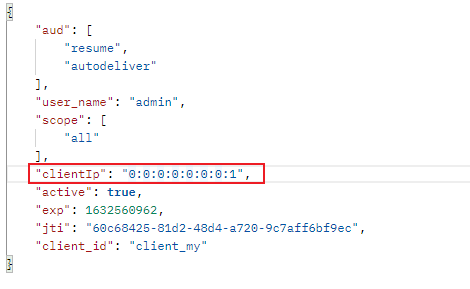 {
"aud": [
"resume",
"autodeliver"
],
"user_name": "admin",
"scope": [
"all"
],
"clientIp": "0:0:0:0:0:0:0:1",
"active": true,
"exp": 1632560962,
"jti": "60c68425-81d2-48d4-a720-9c7aff6bf9ec",
"client_id": "client_my"
}